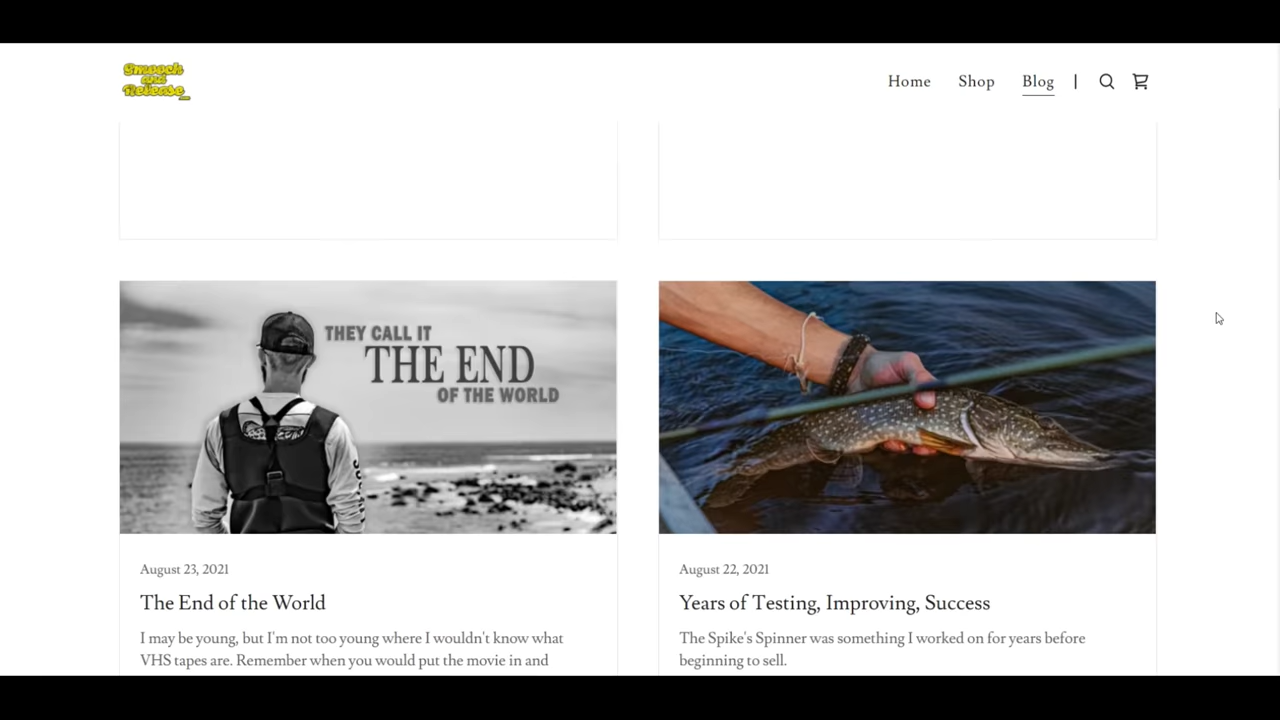 Smooch
and
Release_
Home Shop Blog |
THEY CALL IT
THE END
OF THE WORLD
August 23, 2021
The End of the World
I may be young, but I'm not too young where I wouldn't know what
VHS tapes are. Remember when you would put the movie in and
August 22, 2021
Years of Testing, Improving, Success
The Spike's Spinner was something I worked on for years before
beginning to sell.